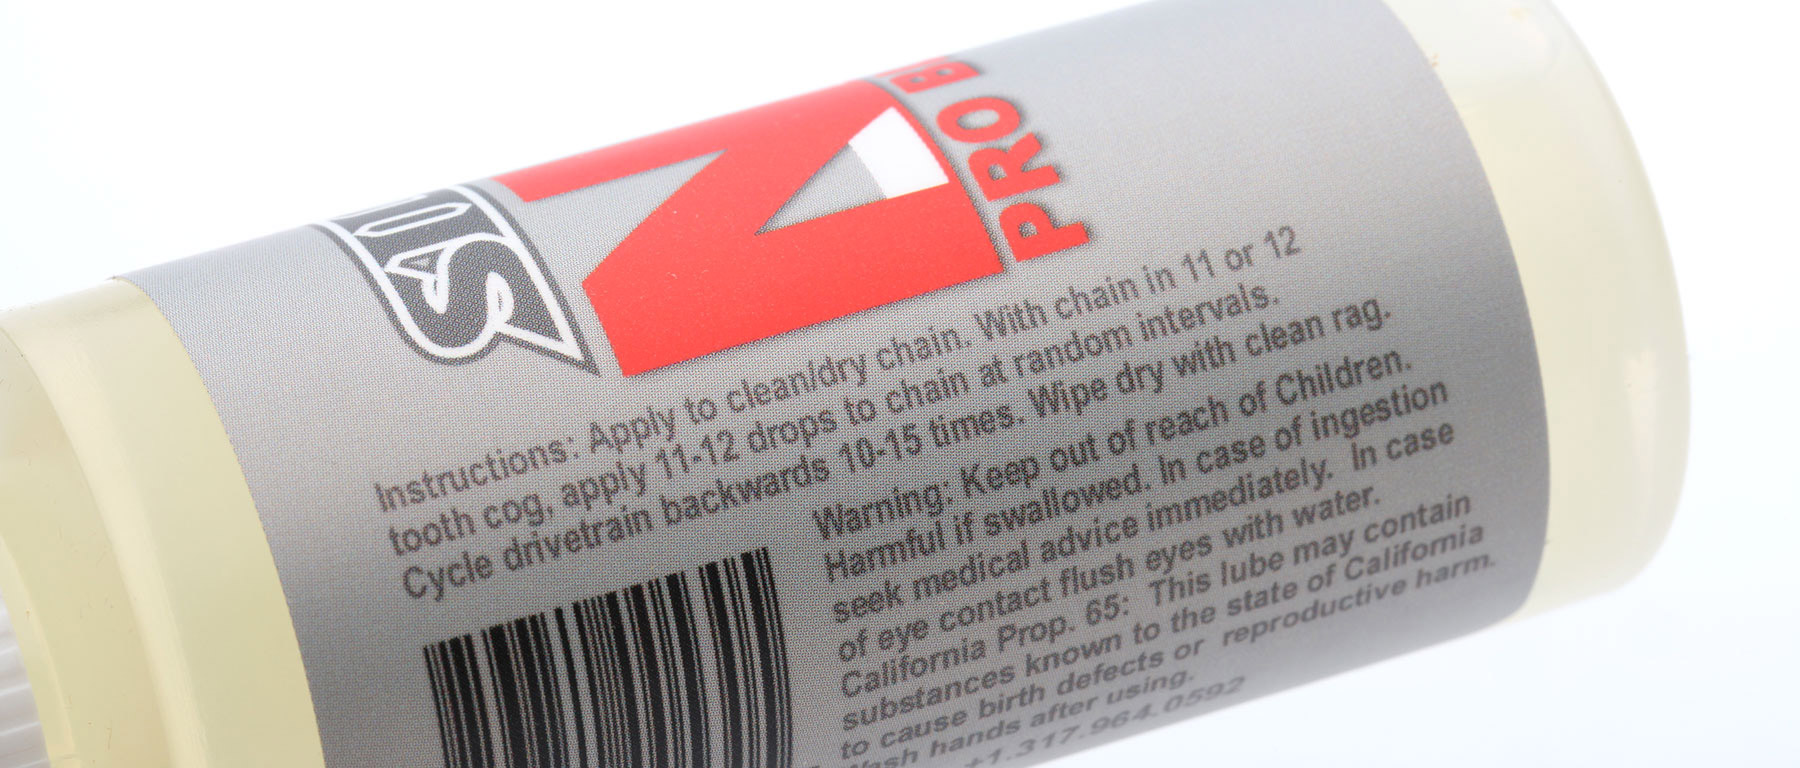 PRO B
Instructions: Apply to clean/dry chain. With chain in 11 or 12
tooth cog, apply 11-12 drops to chain at random intervals.
Cycle drivetrain backwards 10-15 times. Wipe dry with clean rag.
Warning: Keep out of reach of Children.
Harmful if swallowed. In case of ingestion
seek medical advice immediately. In case
of eye contact flush eyes with water.
California Prop. 65: This lube may contain
substances known to the state of California
to cause birth defects or reproductive harm.
Wash hands after using.
+1.317.964.0592